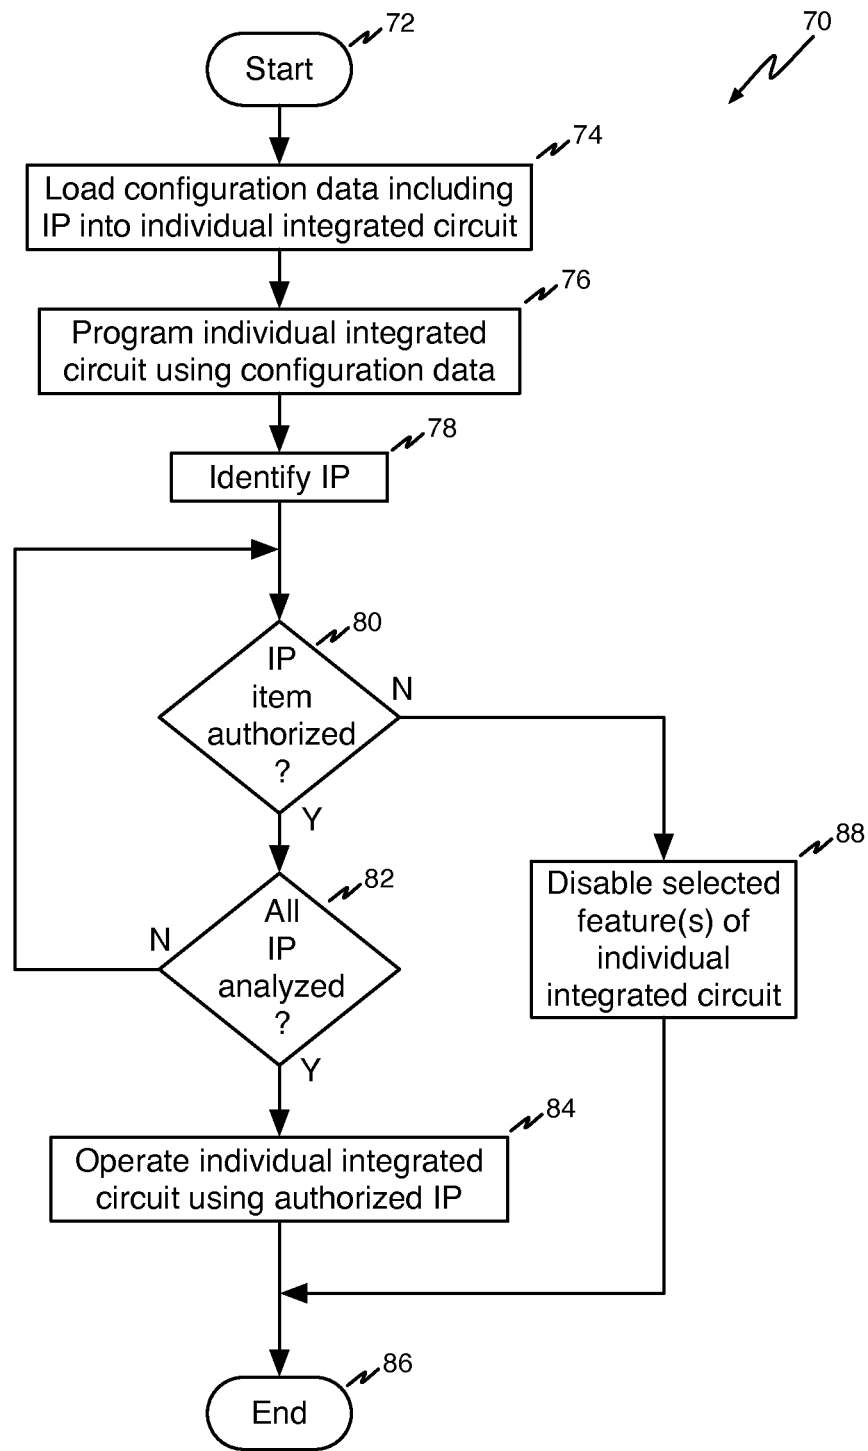 72
70
Start
74
Load configuration data including
IP into individual integrated circuit
76
Program individual integrated
circuit using configuration data
78
Identify IP
80
IP
item
authorized
?
N
Y
82
All
IP
analyzed
?
N
Y
88
Disable selected
feature(s) of
individual
integrated circuit
84
Operate individual integrated
circuit using authorized IP
86
End